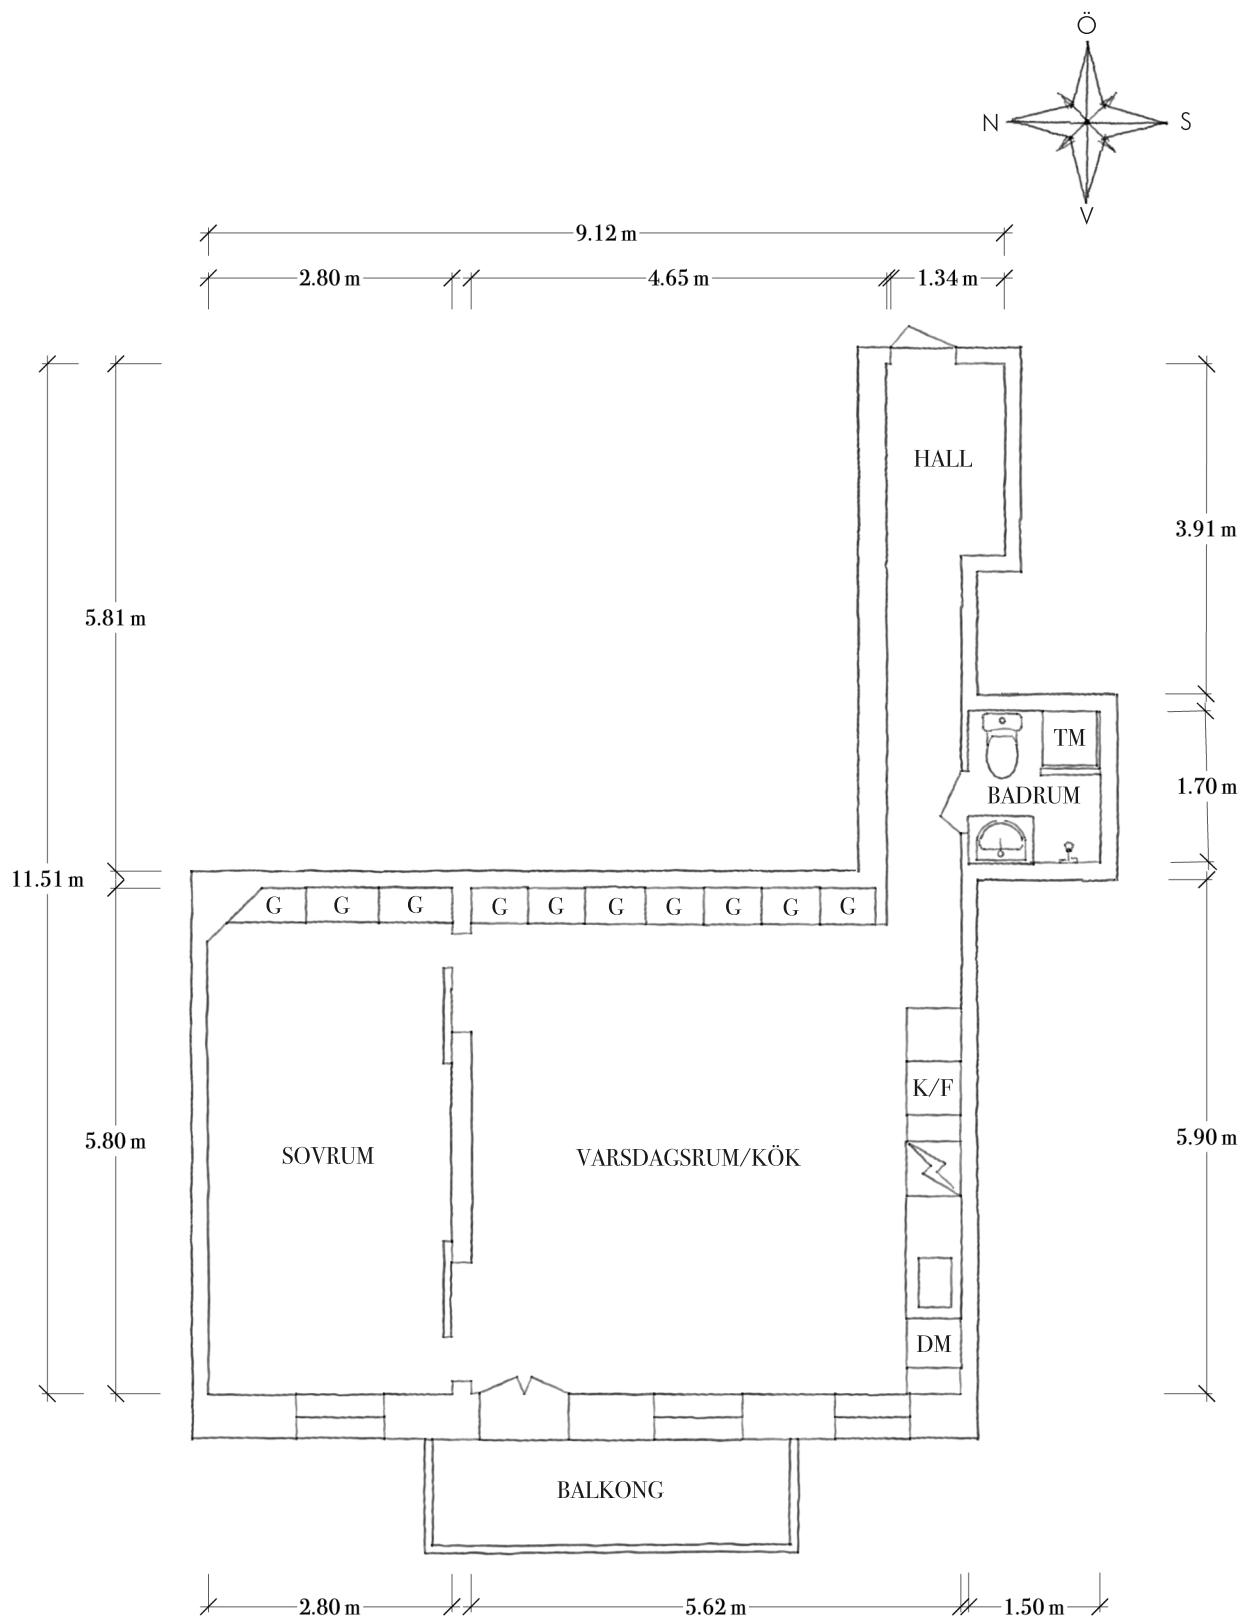 Ö
N
S
V
9.12 m
2.80 m
4.65 m
1.34 m
HALL
3.91 m
5.81 m
TM
1.70 m
BADRUM
11.51 m
G G G G G G G G G G
K/F
5.80 m
5.90 m
SOVRUM
VARSDAGSRUM/KÖK
DM
BALKONG
2.80 m
5.62 m
1.50 m